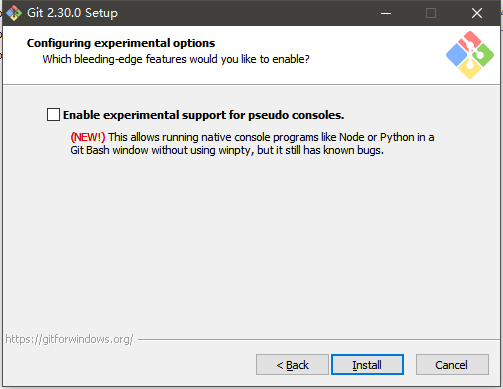 Git 2.30.0 Setup
Configuring experimental options
Which bleeding-edge features would you like to enable?
Enable experimental support for pseudo consoles.
(NEW!) This allows running native console programs like Node or Python in a
Git Bash window without using winpty, but it still has known bugs.
https://gitforwindows.org/
< Back
Install
Cancel